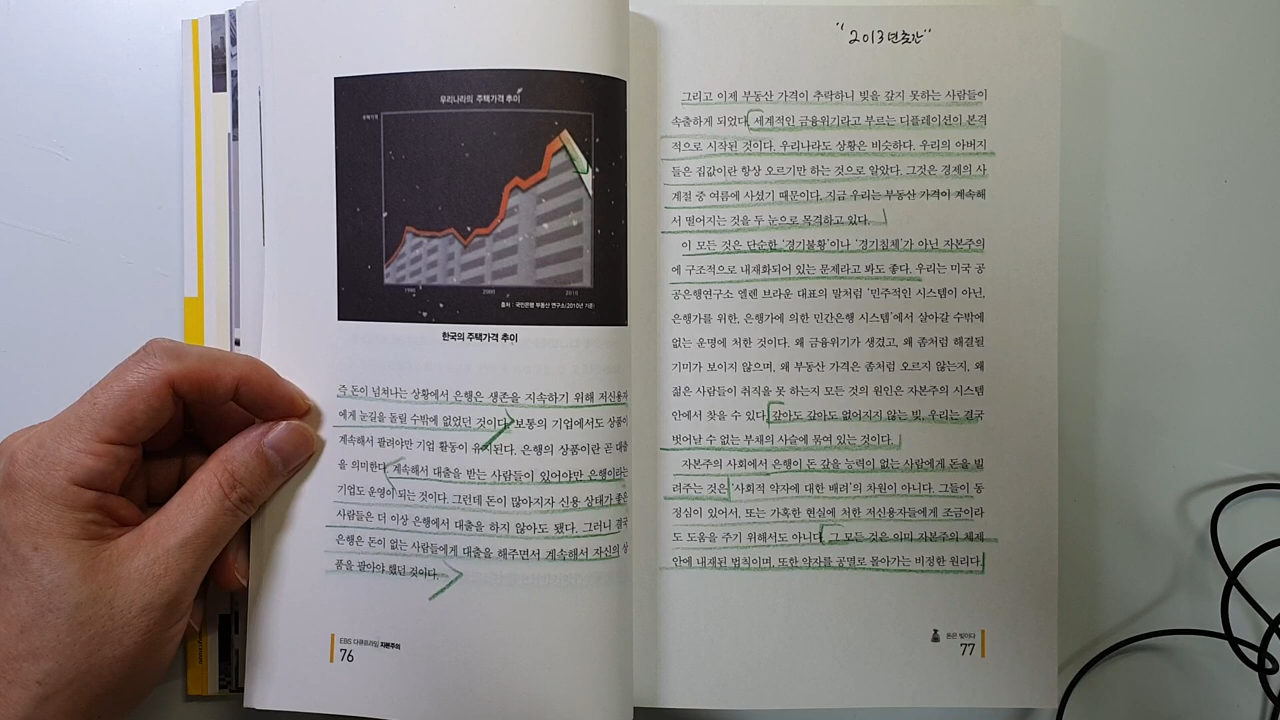 우리나라의 주택가격 추이
주택가격
1990
2000
2010
출처 : 국민은행 부동산 연구소(2010년 기준)
한국의 주택가격 추이
즉 돈이 넘쳐나는 상황에서 은행은 생존을 지속하기 위해 저신용자
에게 눈길을 돌릴 수밖에 없었던 것이다. 보통의 기업에서도 상품이
계속해서 팔려야만 기업 활동이 유지된다. 은행의 상품이란 곧 대출
을 의미한다. 계속해서 대출을 받는 사람들이 있어야만 은행이라는
기업도 운영이 되는 것이다. 그런데 돈이 많아지자 신용 상태가 좋은
사람들은 더 이상 은행에서 대출을 하지 않아도 됐다. 그러니 결국
은행은 돈이 없는 사람들에게 대출을 해주면서 계속해서 자신의 상
품을 팔아야 했던 것이다.
EBS 다큐프라임 자본주의
76
"2013년 출간"
그리고 이제 부동산 가격이 추락하니 빚을 갚지 못하는 사람들이
속출하게 되었다. 세계적인 금융위기라고 부르는 디플레이션이 본격
적으로 시작된 것이다. 우리나라도 상황은 비슷하다. 우리의 아버지
들은 집값이란 항상 오르기만 하는 것으로 알았다. 그것은 경제의 사
계절 중 여름에 사셨기 때문이다. 지금 우리는 부동산 가격이 계속해
서 떨어지는 것을 두 눈으로 목격하고 있다.
이 모든 것은 단순한 '경기불황'이나 '경기침체'가 아닌 자본주의
에 구조적으로 내재화되어 있는 문제라고 봐도 좋다. 우리는 미국 공
공은행연구소 엘렌 브라운 대표의 말처럼 '민주적인 시스템이 아닌,
은행가를 위한, 은행가에 의한 민간은행 시스템'에서 살아갈 수밖에
없는 운명에 처한 것이다. 왜 금융위기가 생겼고, 왜 좀처럼 해결될
기미가 보이지 않으며, 왜 부동산 가격은 좀처럼 오르지 않는지, 왜
젊은 사람들이 취직을 못 하는지 모든 것의 원인은 자본주의 시스템
안에서 찾을 수 있다. 갚아도 갚아도 없어지지 않는 빚, 우리는 결국
벗어날 수 없는 부채의 사슬에 묶여 있는 것이다.
자본주의 사회에서 은행이 돈 갚을 능력이 없는 사람에게 돈을 빌
려주는 것은 '사회적 약자에 대한 배려'의 차원이 아니다. 그들이 동
정심이 있어서, 또는 가혹한 현실에 처한 저신용자들에게 조금이라
도 도움을 주기 위해서도 아니다. 그 모든 것은 이미 자본주의 체제
안에 내재된 법칙이며, 또한 약자를 공멸로 몰아가는 비정한 원리다.
돈은 빚이다
77